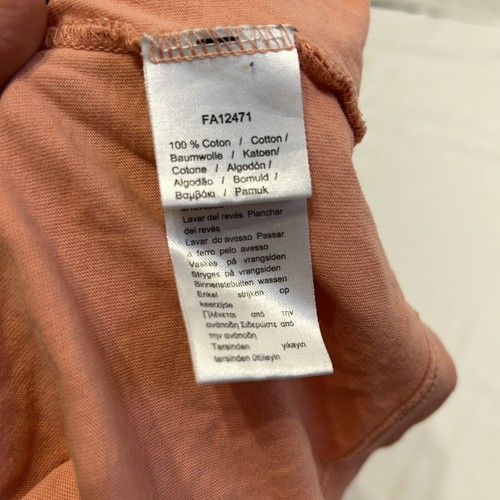 FA12471
100 % Coton / Cotton /
Baumwolle / Katoen/
Cotone / Algodón /
Algodão / Bomuld /
Βαμβάκι / Pamuk
Lavar del revés Planchar
del revés
Lavar do avesso Passar
a ferro pelo avesso
Vaskes på vrangsiden
Stryges på vrangsiden
Binnenstebuiten wassen
Enkel strijken op
keerzijde
Πλένεται από την
ανάποδη Σιδερώστε από
την ανάποδη
Tersinden yıkayın
tersinden ütüleyin